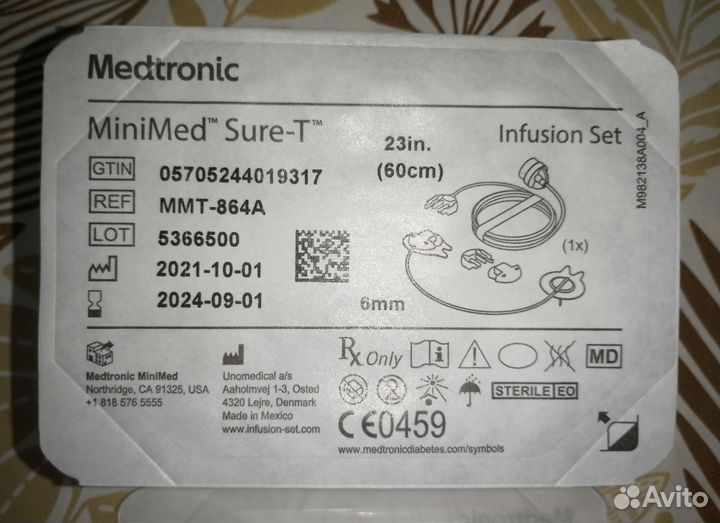 Medtronic
MiniMed™ Sure-T™
23in.
(60cm)
Infusion Set
GTIN 05705244019317
REF MMT-864A
LOT 5366500
2021-10-01
2024-09-01
6mm
(1x)
M982138A004_A
Medtronic MiniMed
Northridge, CA 91325, USA
+1 818 576 5555
Unomedical a/s
Aaholmvej 1-3, Osted
4320 Lejre, Denmark
Made in Mexico
www.infusion-set.com
Rx Only
MD
STERILE EO
CE0459
www.medtronicdiabetes.com/symbols
Medtronic
Avito